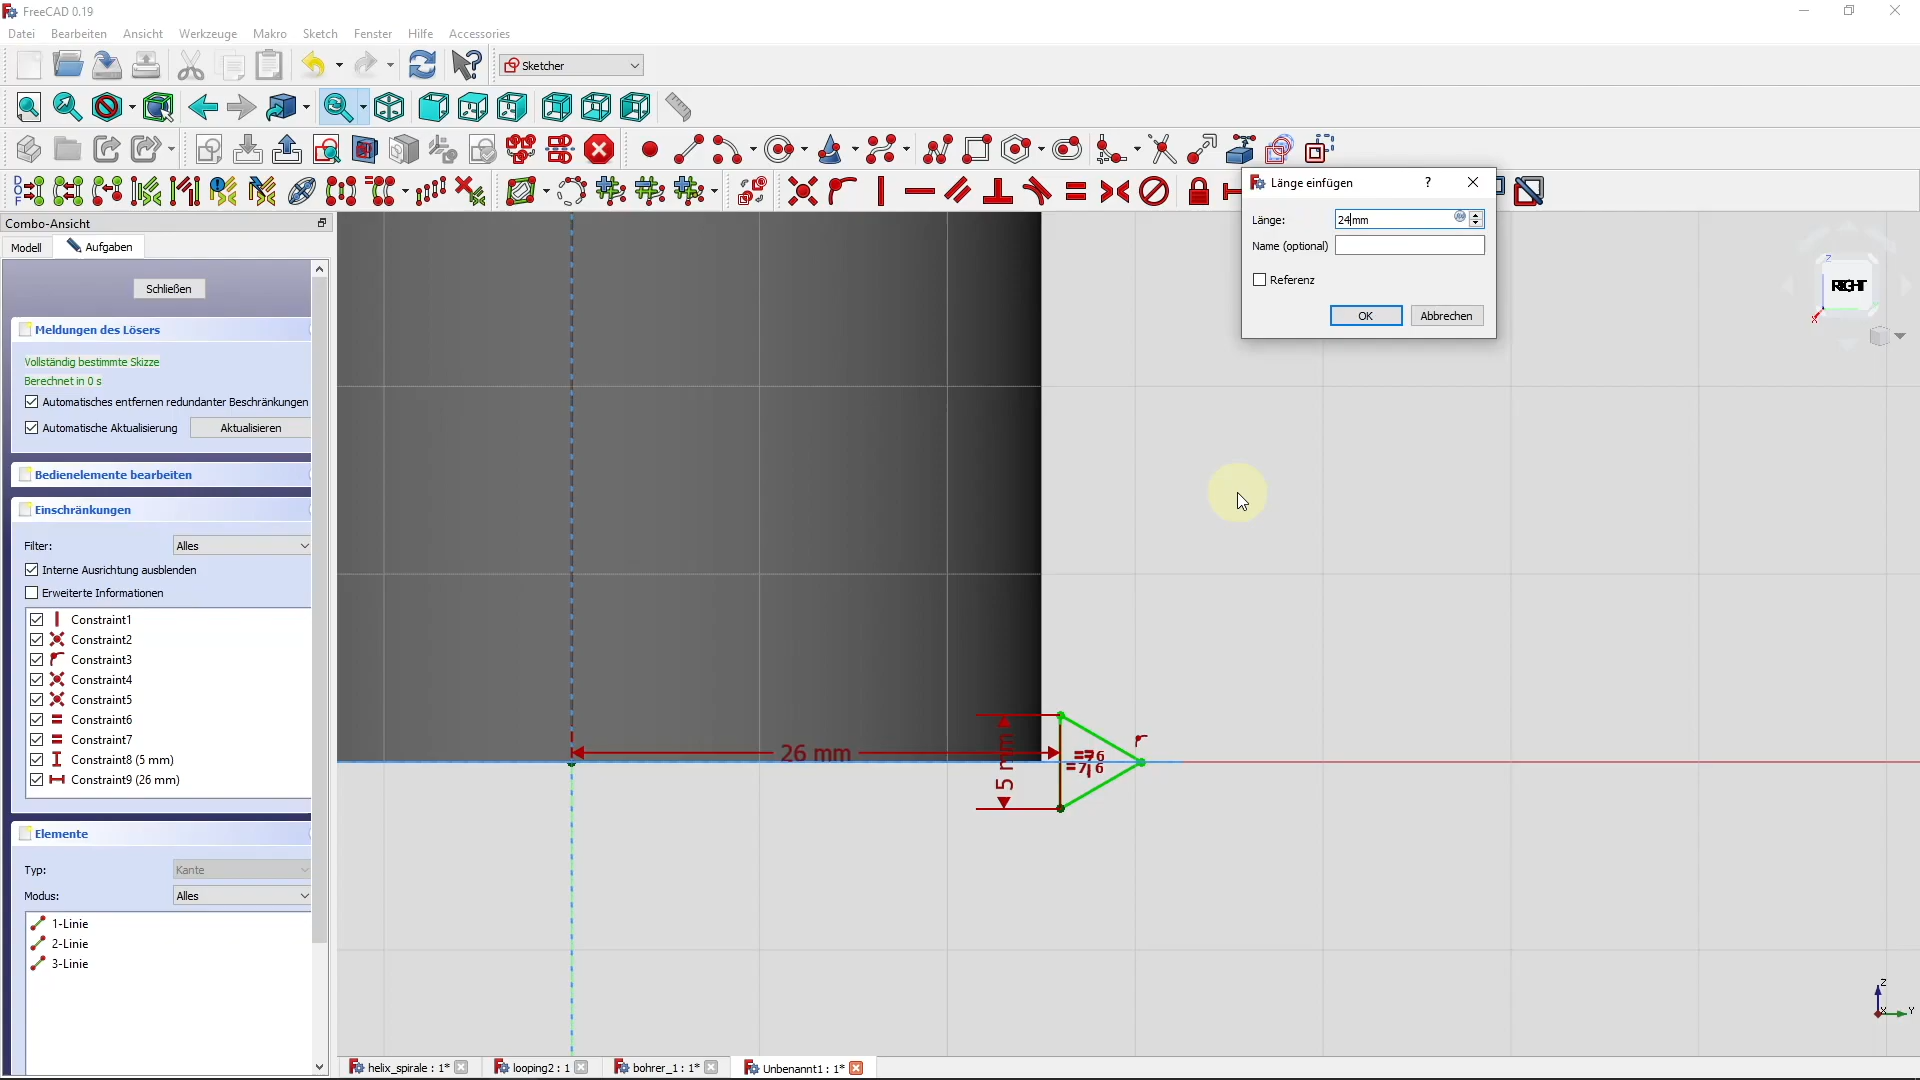 FreeCAD 0.19
Datei Bearbeiten Ansicht Werkzeuge Makro Sketch Fenster Hilfe Accessories
Sketcher
Combo-Ansicht
Modell Aufgaben
Schließen
Meldungen des Lösers
Vollständig bestimmte Skizze
Berechnet in 0 s
Automatisches entfernen redundanter Beschränkungen
Automatische Aktualisierung Aktualisieren
Bedienelemente bearbeiten
Einschränkungen
Filter: Alles
Interne Ausrichtung ausblenden
Erweiterte Informationen
Constraint1
Constraint2
Constraint3
Constraint4
Constraint5
Constraint6
Constraint7
Constraint8 (5 mm)
Constraint9 (26 mm)
Elemente
Typ: Kante
Modus: Alles
1-Linie
2-Linie
3-Linie
Länge einfügen ?
Länge: 24mm
Name (optional)
Referenz
OK Abbrechen
Z
RIGHT
X
26 mm
5 mm
Z
X Y
helix_spirale : 1* looping2 : 1 bohrer_1 : 1* Unbenannt1 : 1*